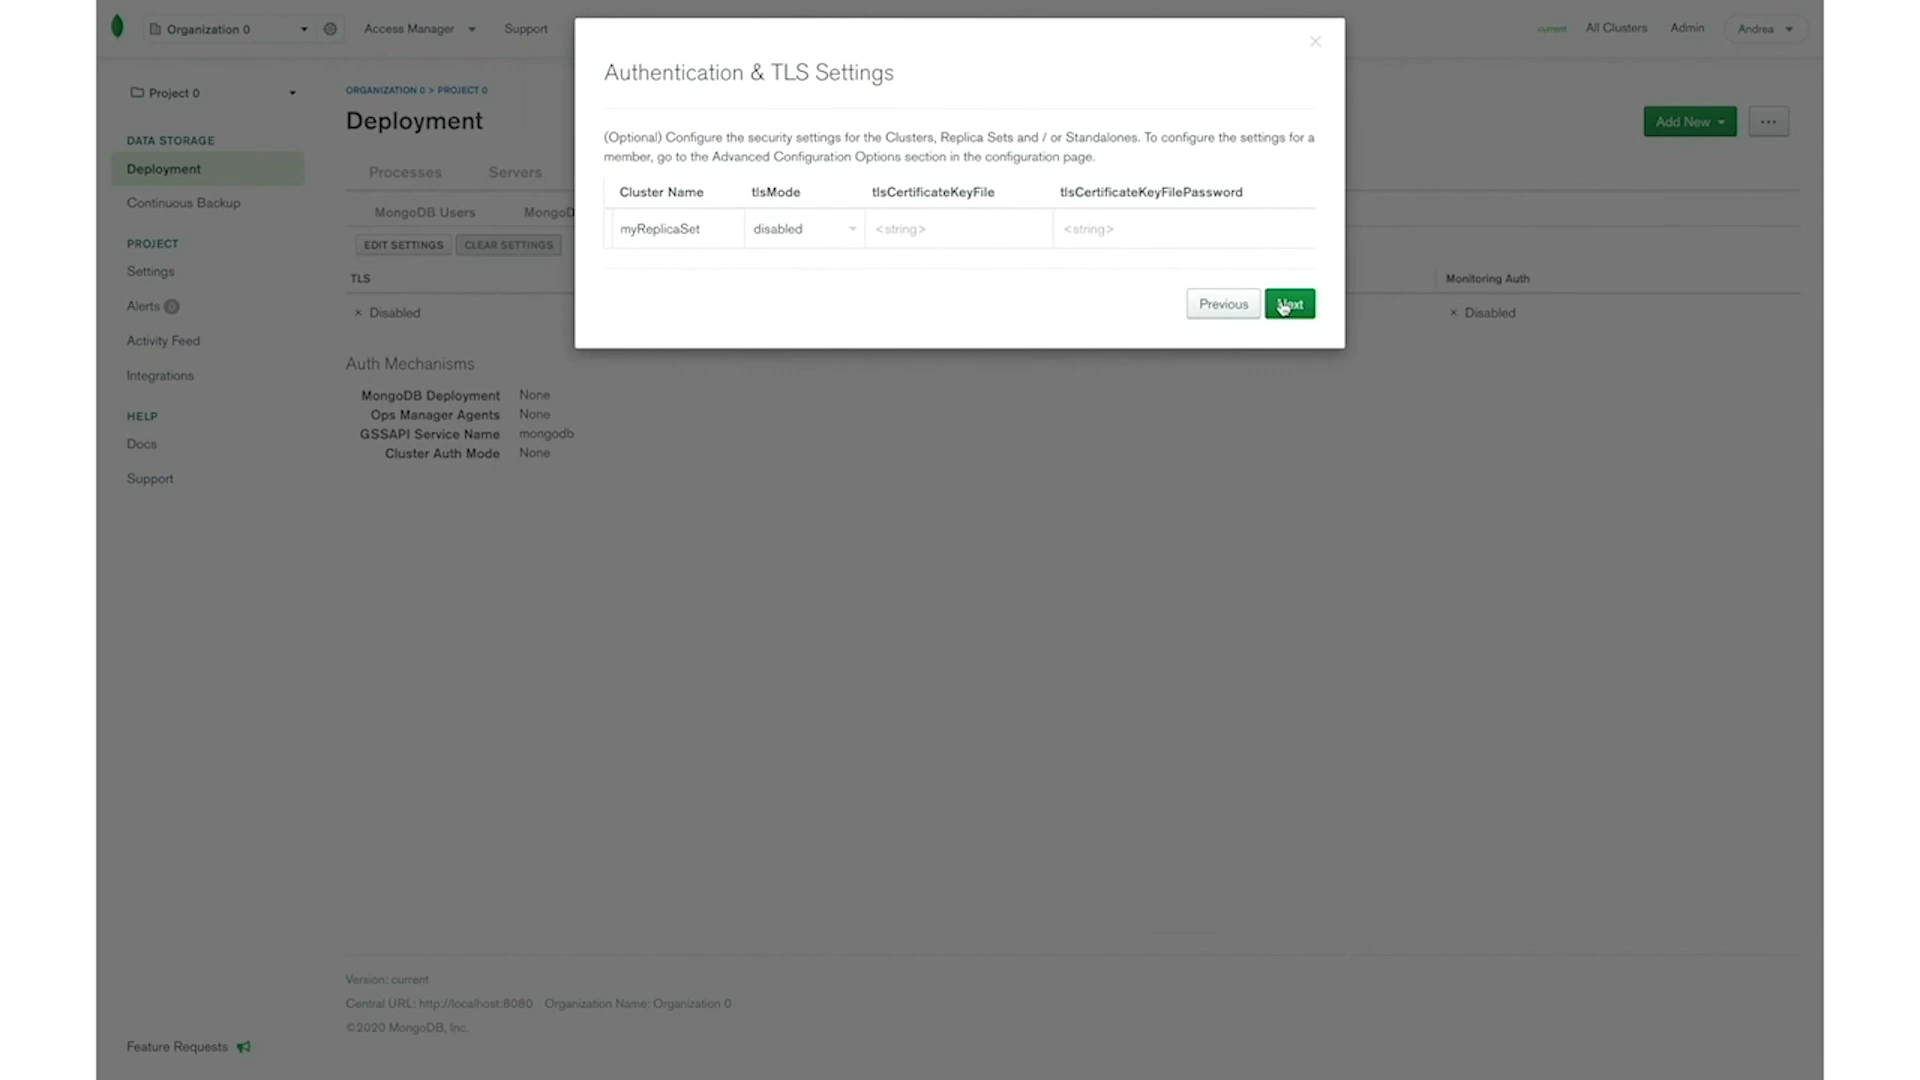 Organization 0
Access Manager
Support
current
All Clusters
Admin
Andrea
Project 0
DATA STORAGE
Deployment
Continuous Backup
PROJECT
Settings
Alerts 0
Activity Feed
Integrations
HELP
Docs
Support
Feature Requests
ORGANIZATION 0 > PROJECT 0
Deployment
Add New
Processes
Servers
MongoDB Users
MongoD
EDIT SETTINGS
CLEAR SETTINGS
TLS
Monitoring Auth
× Disabled
× Disabled
Auth Mechanisms
MongoDB Deployment None
Ops Manager Agents None
GSSAPI Service Name mongodb
Cluster Auth Mode None
Authentication & TLS Settings
(Optional) Configure the security settings for the Clusters, Replica Sets and / or Standalones. To configure the settings for a
member, go to the Advanced Configuration Options section in the configuration page.
Cluster Name tlsMode tlsCertificateKeyFile tlsCertificateKeyFilePassword
myReplicaSet disabled <string> <string>
Previous
Next
Version: current
Central URL: http://localhost:8080 Organization Name: Organization 0
©2020 MongoDB, Inc.